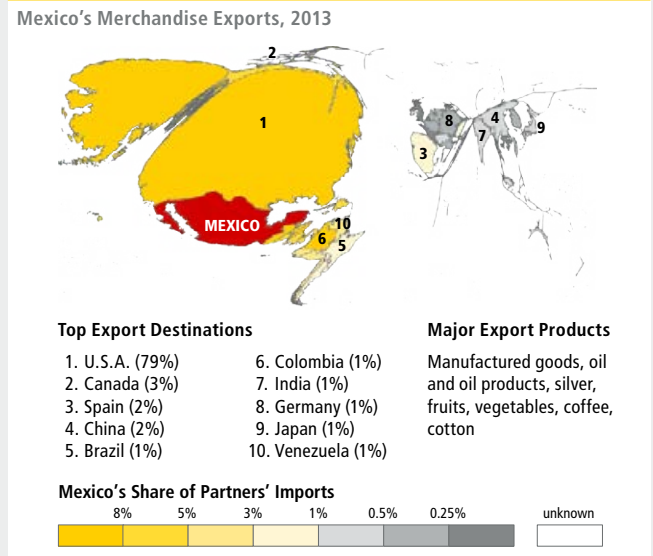 Mexico's Merchandise Exports, 2013
2
1
8
4
9
7
3
MEXICO
10
6
5
Top Export Destinations
1. U.S.A. (79%)
2. Canada (3%)
3. Spain (2%)
4. China (2%)
5. Brazil (1%)
6. Colombia (1%)
7. India (1%)
8. Germany (1%)
9. Japan (1%)
10. Venezuela (1%)
Major Export Products
Manufactured goods, oil
and oil products, silver,
fruits, vegetables, coffee,
cotton
Mexico's Share of Partners' Imports
8% 5% 3% 1% 0.5% 0.25% unknown